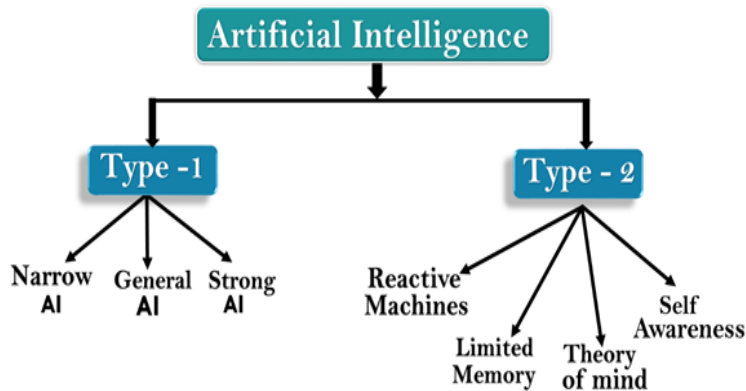 Artificial Intelligence
Type -1
Type - 2
Narrow
AI
General
AI
Strong
AI
Reactive
Machines
Limited
Memory
Theory
of mind
Self
Awareness